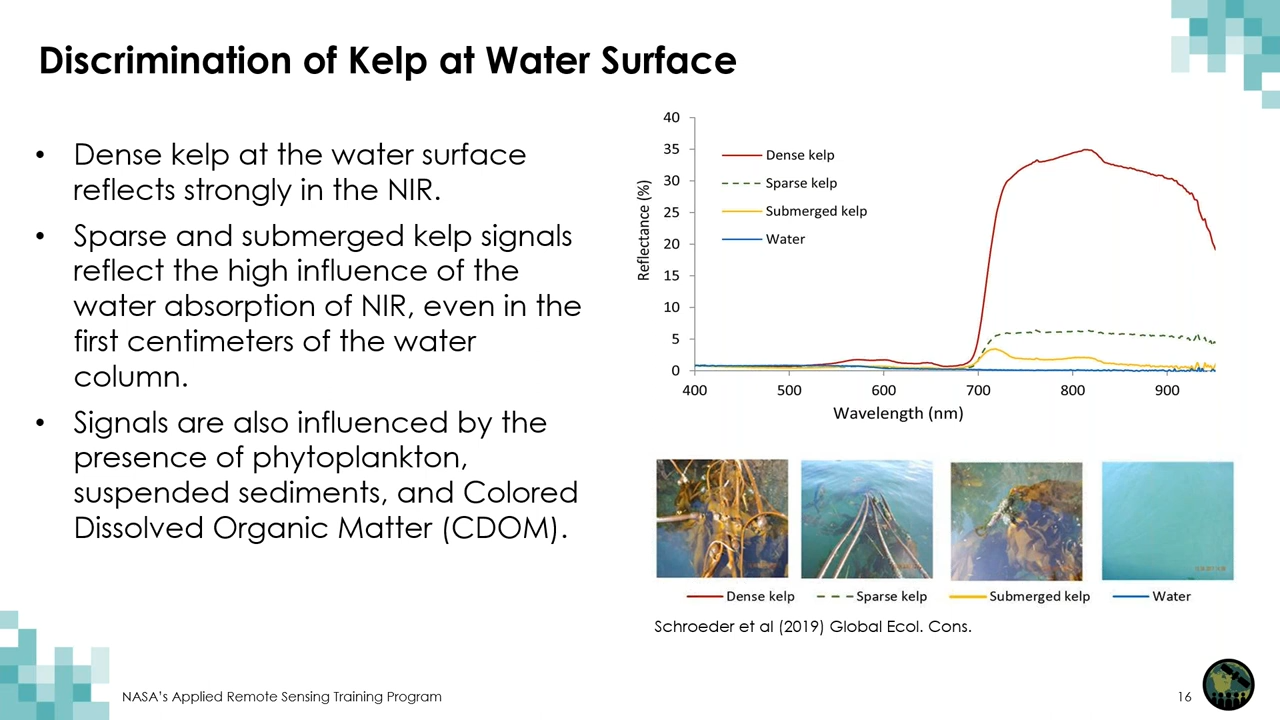 Discrimination of Kelp at Water Surface
• Dense kelp at the water surface
reflects strongly in the NIR.
• Sparse and submerged kelp signals
reflect the high influence of the
water absorption of NIR, even in the
first centimeters of the water
column.
• Signals are also influenced by the
presence of phytoplankton,
suspended sediments, and Colored
Dissolved Organic Matter (CDOM).
40
35
30
25
20
15
10
5
0
Reflectance (%)
Dense kelp
Sparse kelp
Submerged kelp
Water
400 500 600 700 800 900
Wavelength (nm)
Dense kelp Sparse kelp Submerged kelp Water
Schroeder et al (2019) Global Ecol. Cons.
NASA's Applied Remote Sensing Training Program
16